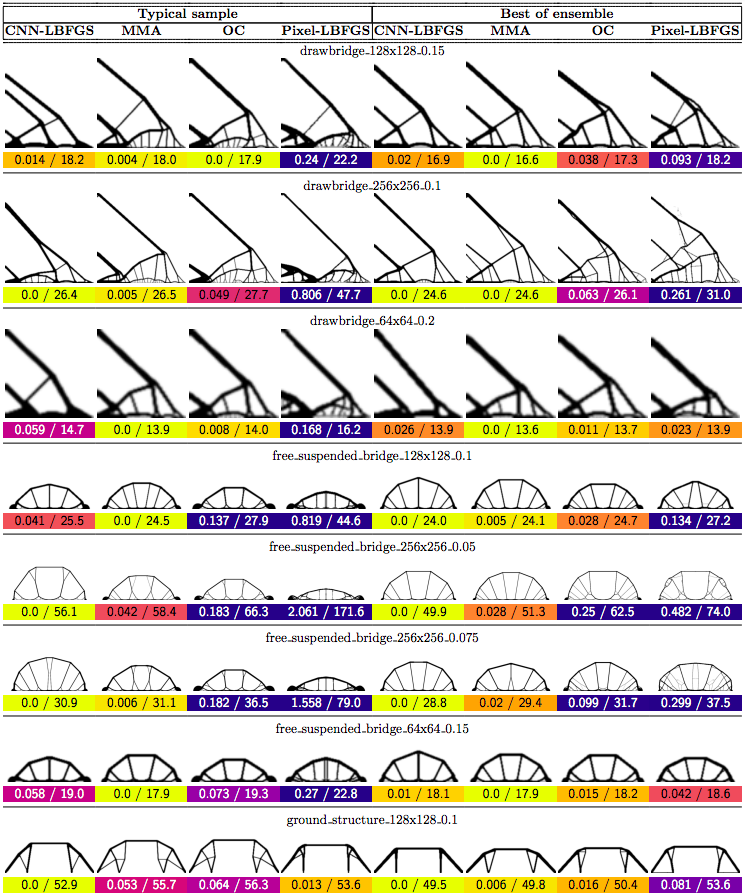 Typical sample Best of ensemble
CNN-LBFGS MMA OC Pixel-LBFGS CNN-LBFGS MMA OC Pixel-LBFGS
drawbridge_128x128_0.15
0.014 / 18.2 0.004 / 18.0 0.0 / 17.9 0.24 / 22.2 0.02 / 16.9 0.0 / 16.6 0.038 / 17.3 0.093 / 18.2
drawbridge_256x256_0.1
0.0 / 26.4 0.005 / 26.5 0.049 / 27.7 0.806 / 47.7 0.0 / 24.6 0.0 / 24.6 0.063 / 26.1 0.261 / 31.0
drawbridge_64x64_0.2
0.059 / 14.7 0.0 / 13.9 0.008 / 14.0 0.168 / 16.2 0.026 / 13.9 0.0 / 13.6 0.011 / 13.7 0.023 / 13.9
free_suspended_bridge_128x128_0.1
0.041 / 25.5 0.0 / 24.5 0.137 / 27.9 0.819 / 44.6 0.0 / 24.0 0.005 / 24.1 0.028 / 24.7 0.134 / 27.2
free_suspended_bridge_256x256_0.05
0.0 / 56.1 0.042 / 58.4 0.183 / 66.3 2.061 / 171.6 0.0 / 49.9 0.028 / 51.3 0.25 / 62.5 0.482 / 74.0
free_suspended_bridge_256x256_0.075
0.0 / 30.9 0.006 / 31.1 0.182 / 36.5 1.558 / 79.0 0.0 / 28.8 0.02 / 29.4 0.099 / 31.7 0.299 / 37.5
free_suspended_bridge_64x64_0.15
0.058 / 19.0 0.0 / 17.9 0.073 / 19.3 0.27 / 22.8 0.01 / 18.1 0.0 / 17.9 0.015 / 18.2 0.042 / 18.6
ground_structure_128x128_0.1
0.0 / 52.9 0.053 / 55.7 0.064 / 56.3 0.013 / 53.6 0.0 / 49.5 0.006 / 49.8 0.016 / 50.4 0.081 / 53.6